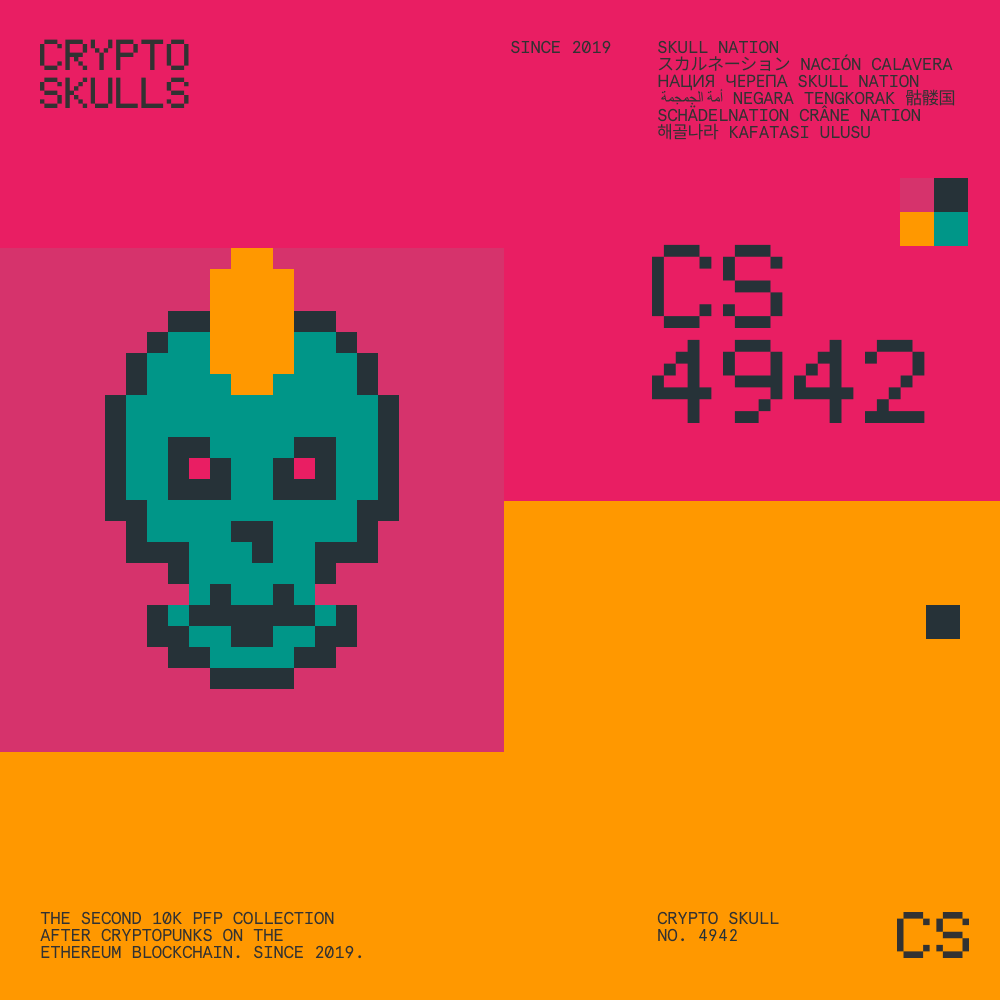 CRYPTO
SKULLS
SINCE 2019
SKULL NATION
スカルネーション NACIÓN CALAVERA
НАЦИЯ ЧЕРЕПА SKULL NATION
أمة الجمجمة NEGARA TENGKORAK 骷髅国
SCHÄDELNATION CRÂNE NATION
해골나라 KAFATASI ULUSU
CS
4942
THE SECOND 10K PFP COLLECTION
AFTER CRYPTOPUNKS ON THE
ETHEREUM BLOCKCHAIN. SINCE 2019.
CRYPTO SKULL
NO. 4942
CS